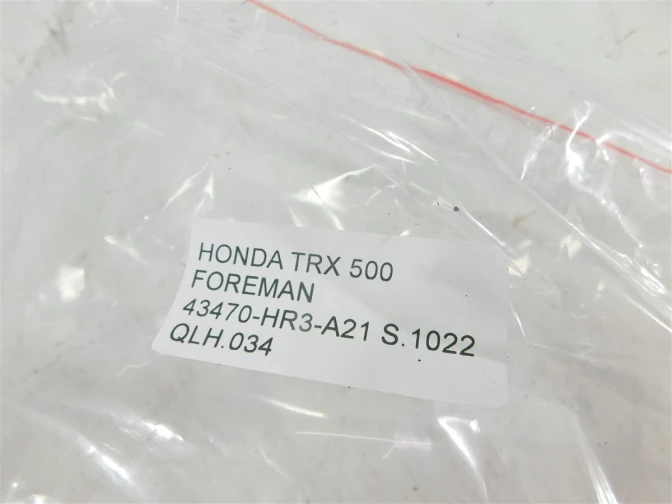 HONDA TRX 500
FOREMAN
43470-HR3-A21 S.1022
QLH.034